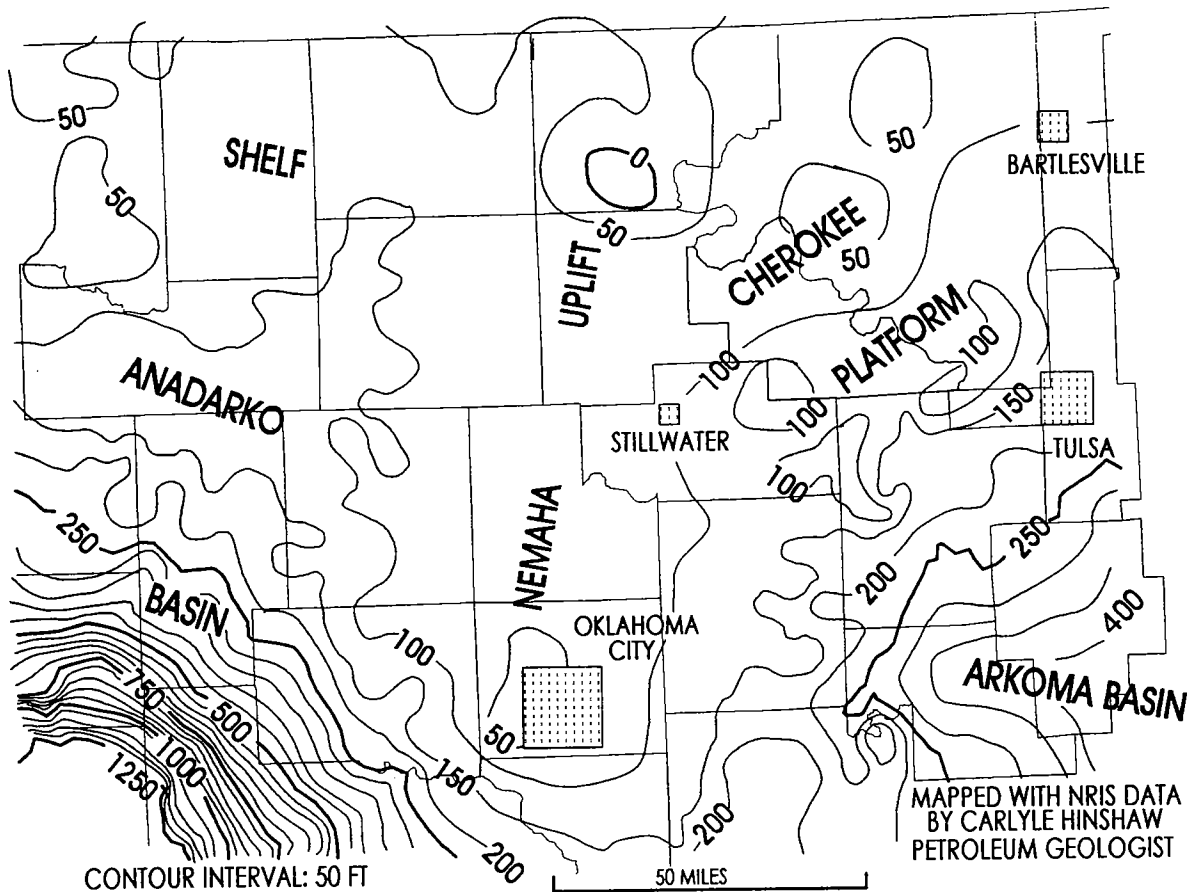 50
50
BARTLESVILLE
SHELF
0
50
50
CHEROKEE
50
UPLIFT
PLATFORM
100
100
ANADARKO
100
150
STILLWATER
TULSA
100
250
NEMAHA
250
200
BASIN
OKLAHOMA
CITY
400
100
ARKOMA BASIN
750
500
50
1000
1250
150
200
200
MAPPED WITH NRIS DATA
BY CARLYLE HINSHAW
PETROLEUM GEOLOGIST
CONTOUR INTERVAL: 50 FT
50 MILES